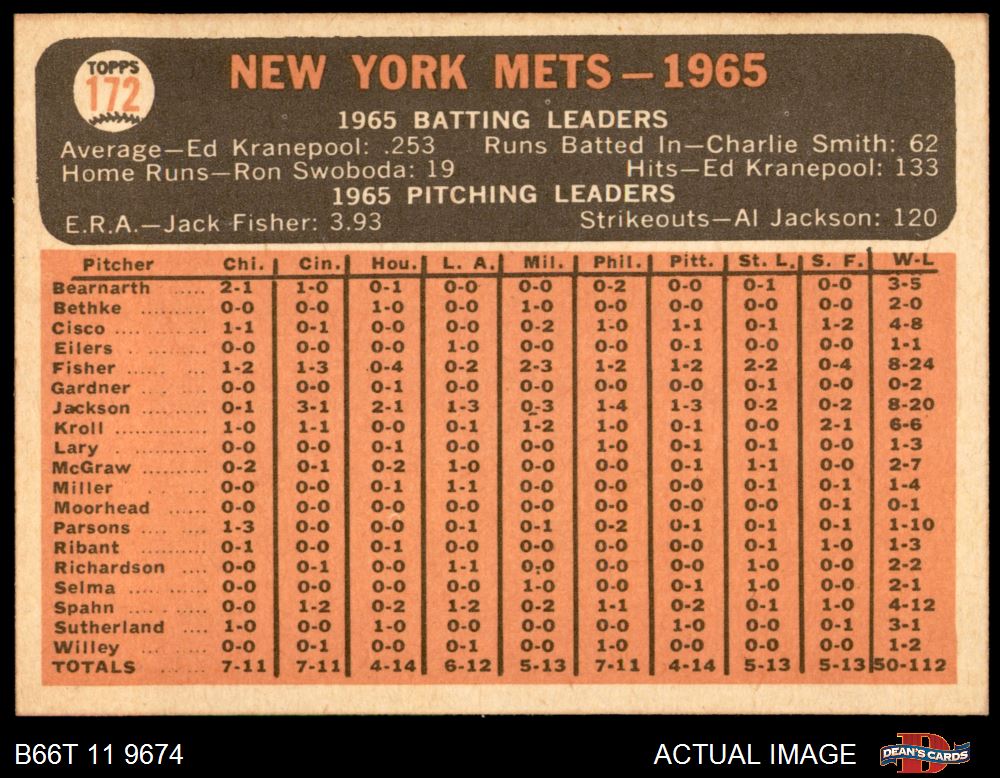 TOPPS
172
NEW YORK METS—1965
1965 BATTING LEADERS
Average—Ed Kranepool: .253 Runs Batted In—Charlie Smith: 62
Home Runs—Ron Swoboda: 19 Hits—Ed Kranepool: 133
1965 PITCHING LEADERS
E.R.A.—Jack Fisher: 3.93 Strikeouts—Al Jackson: 120
Pitcher Chi. Cin. Hou. L. A. Mil. Phil. Pitt. St. L. S. F. W-L
Bearnarth ..... 2-1 1-0 0-1 0-0 0-0 0-2 0-0 0-1 0-0 3-5
Bethke .......... 0-0 0-0 1-0 0-0 1-0 0-0 0-0 0-0 0-0 2-0
Cisco .............. 1-1 0-1 0-0 0-0 0-2 1-0 1-1 0-1 1-2 4-8
Eilers ............ 0-0 0-0 0-0 1-0 0-0 0-0 0-1 0-0 0-0 1-1
Fisher ............ 1-2 1-3 0-4 0-2 2-3 1-2 1-2 2-2 0-4 8-24
Gardner ......... 0-0 0-0 0-1 0-0 0-0 0-0 0-0 0-1 0-0 0-2
Jackson ......... 0-1 3-1 2-1 1-3 0-3 1-4 1-3 0-2 0-2 8-20
Kroll .............. 1-0 1-1 0-0 0-1 1-2 1-0 0-1 0-0 2-1 6-6
Lary .............. 0-0 0-0 0-1 0-0 0-0 1-0 0-1 0-1 0-0 1-3
McGraw ......... 0-2 0-1 0-2 1-0 0-0 0-0 0-1 1-1 0-0 2-7
Miller ........... 0-0 0-0 0-1 1-1 0-0 0-0 0-1 0-0 0-1 1-4
Moorhead ...... 0-0 0-0 0-0 0-0 0-0 0-0 0-0 0-0 0-1 0-1
Parsons ......... 1-3 0-0 0-0 0-1 0-1 0-2 0-1 0-1 0-1 1-10
Ribant .......... 0-1 0-0 0-1 0-0 0-0 0-0 0-0 0-1 1-0 1-3
Richardson .... 0-0 0-1 0-0 1-1 0-0 0-0 0-0 1-0 0-0 2-2
Selma ............ 0-0 0-0 0-0 0-0 1-0 0-0 0-1 1-0 0-0 2-1
Spahn ............ 0-0 1-2 0-2 1-2 0-2 1-1 0-2 0-1 1-0 4-12
Sutherland .... 1-0 0-0 1-0 0-0 0-0 0-0 1-0 0-0 0-1 3-1
Willey ........... 0-0 0-1 0-0 0-1 0-0 1-0 0-0 0-0 0-0 1-2
TOTALS 7-11 7-11 4-14 6-12 5-13 7-11 4-14 5-13 5-13 50-112
B66T 11 9674 ACTUAL IMAGE
DEAN'S CARDS